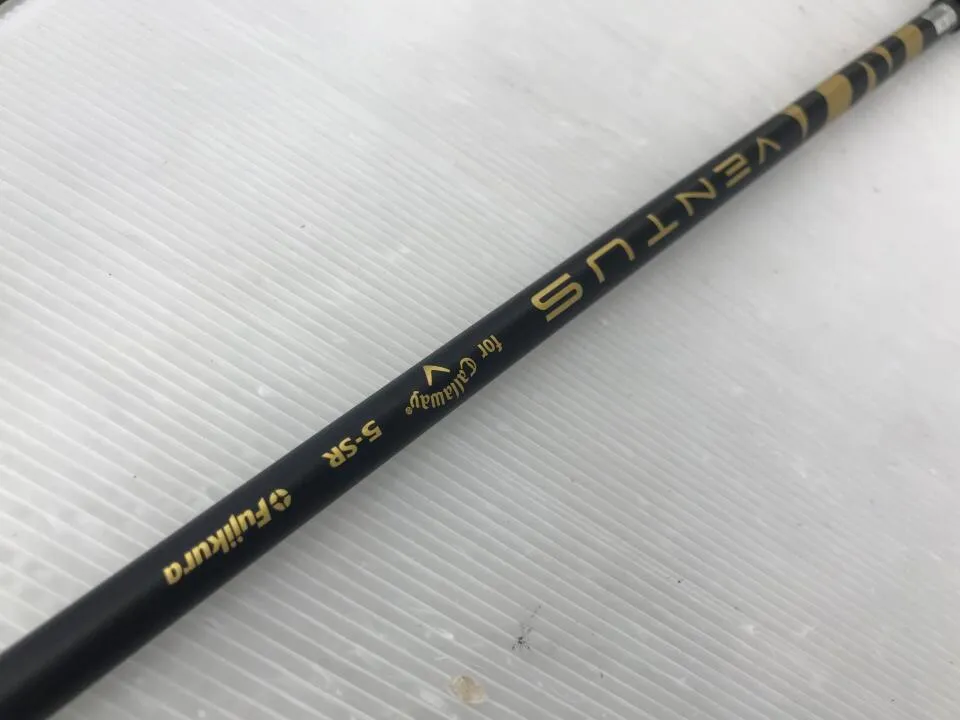 VENTUS
for Callaway®
5-SR
Fujikura